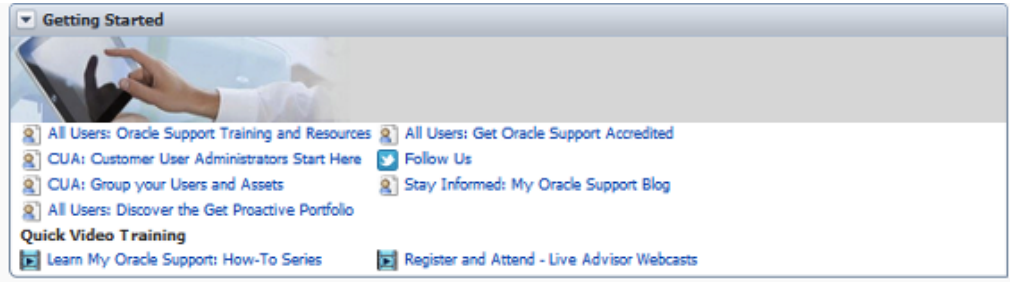 Getting Started
All Users: Oracle Support Training and Resources All Users: Get Oracle Support Accredited
CUA: Customer User Administrators Start Here Follow Us
CUA: Group your Users and Assets Stay Informed: My Oracle Support Blog
All Users: Discover the Get Proactive Portfolio
Quick Video Training
Learn My Oracle Support: How-To Series Register and Attend - Live Advisor Webcasts